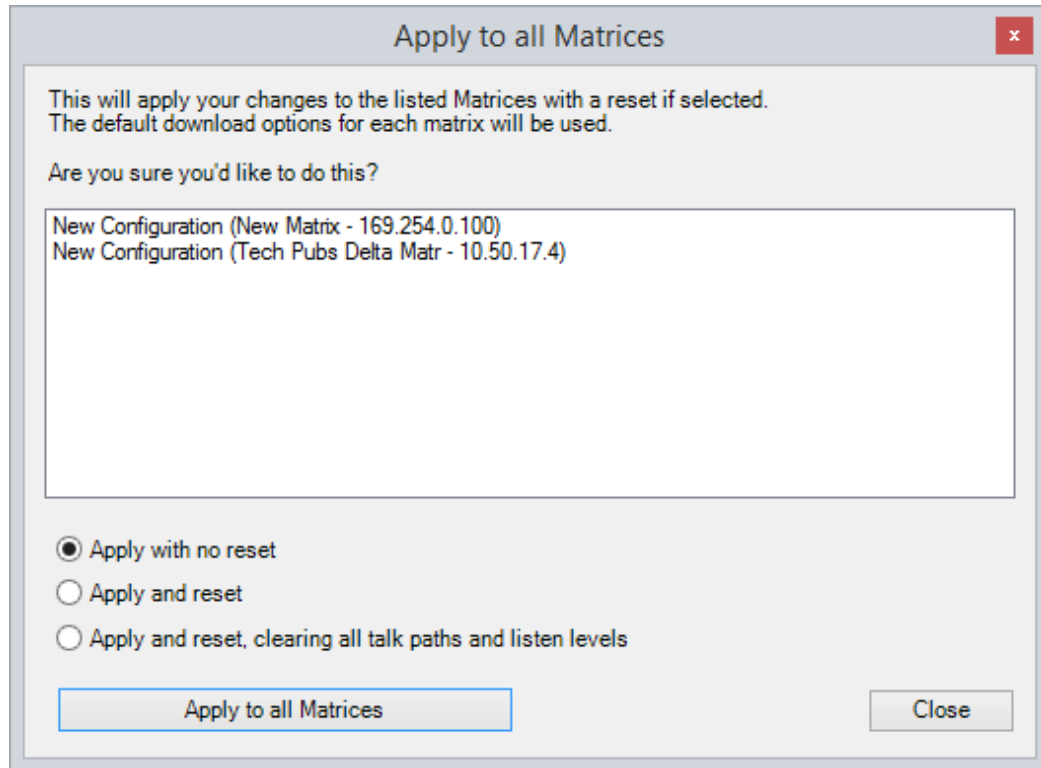 Apply to all Matrices
x
This will apply your changes to the listed Matrices with a reset if selected.
The default download options for each matrix will be used.
Are you sure you'd like to do this?
New Configuration (New Matrix - 169.254.0.100)
New Configuration (Tech Pubs Delta Matr - 10.50.17.4)
Apply with no reset
Apply and reset
Apply and reset, clearing all talk paths and listen levels
Apply to all Matrices
Close